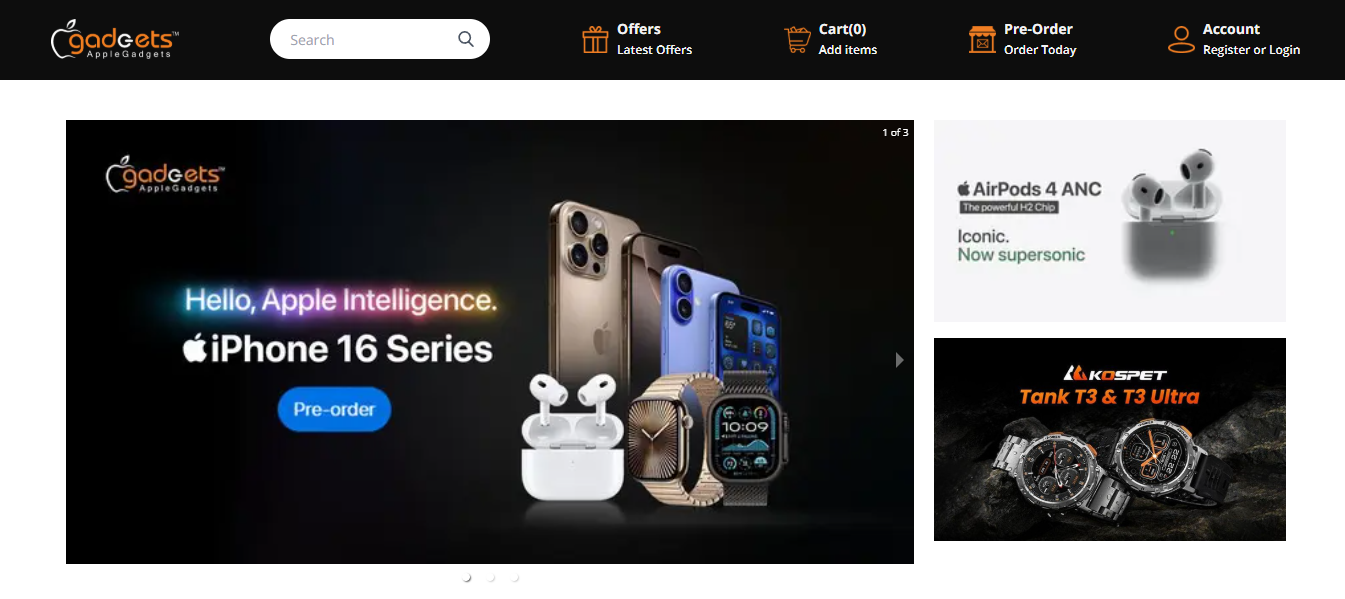 gadgets™
AppleGadgets
Search
Offers
Latest Offers
Cart(0)
Add items
Pre-Order
Order Today
Account
Register or Login
1 of 3
gadgets™
AppleGadgets
Hello, Apple Intelligence.
iPhone 16 Series
Pre-order
10:09
AirPods 4 ANC
The powerful H2 Chip
Iconic.
Now supersonic
KOSPET
Tank T3 & T3 Ultra